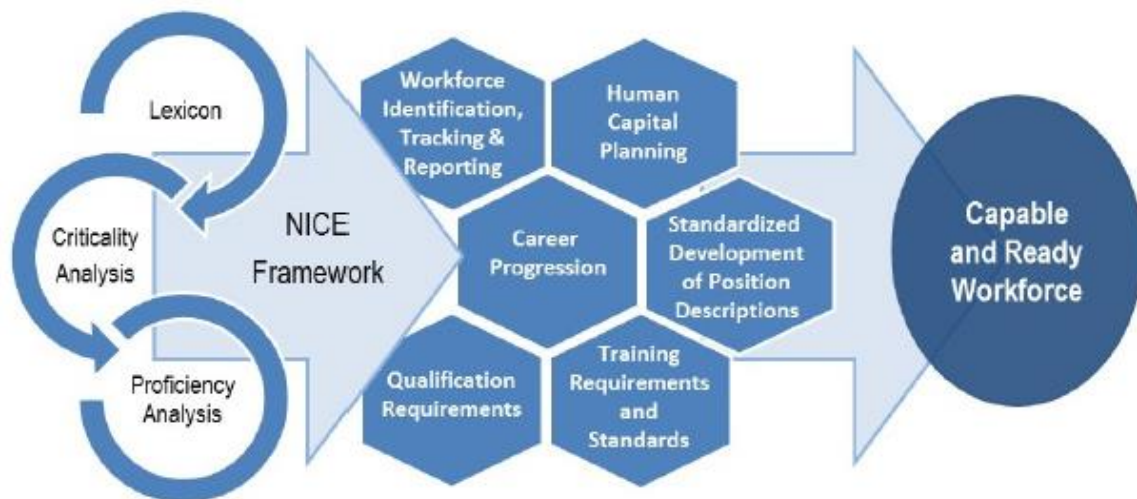 Lexicon
Criticality
Analysis
Proficiency
Analysis
NICE
Framework
Workforce
Identification,
Tracking &
Reporting
Human
Capital
Planning
Career
Progression
Standardized
Development
of Position
Descriptions
Qualification
Requirements
Training
Requirements
and
Standards
Capable
and Ready
Workforce